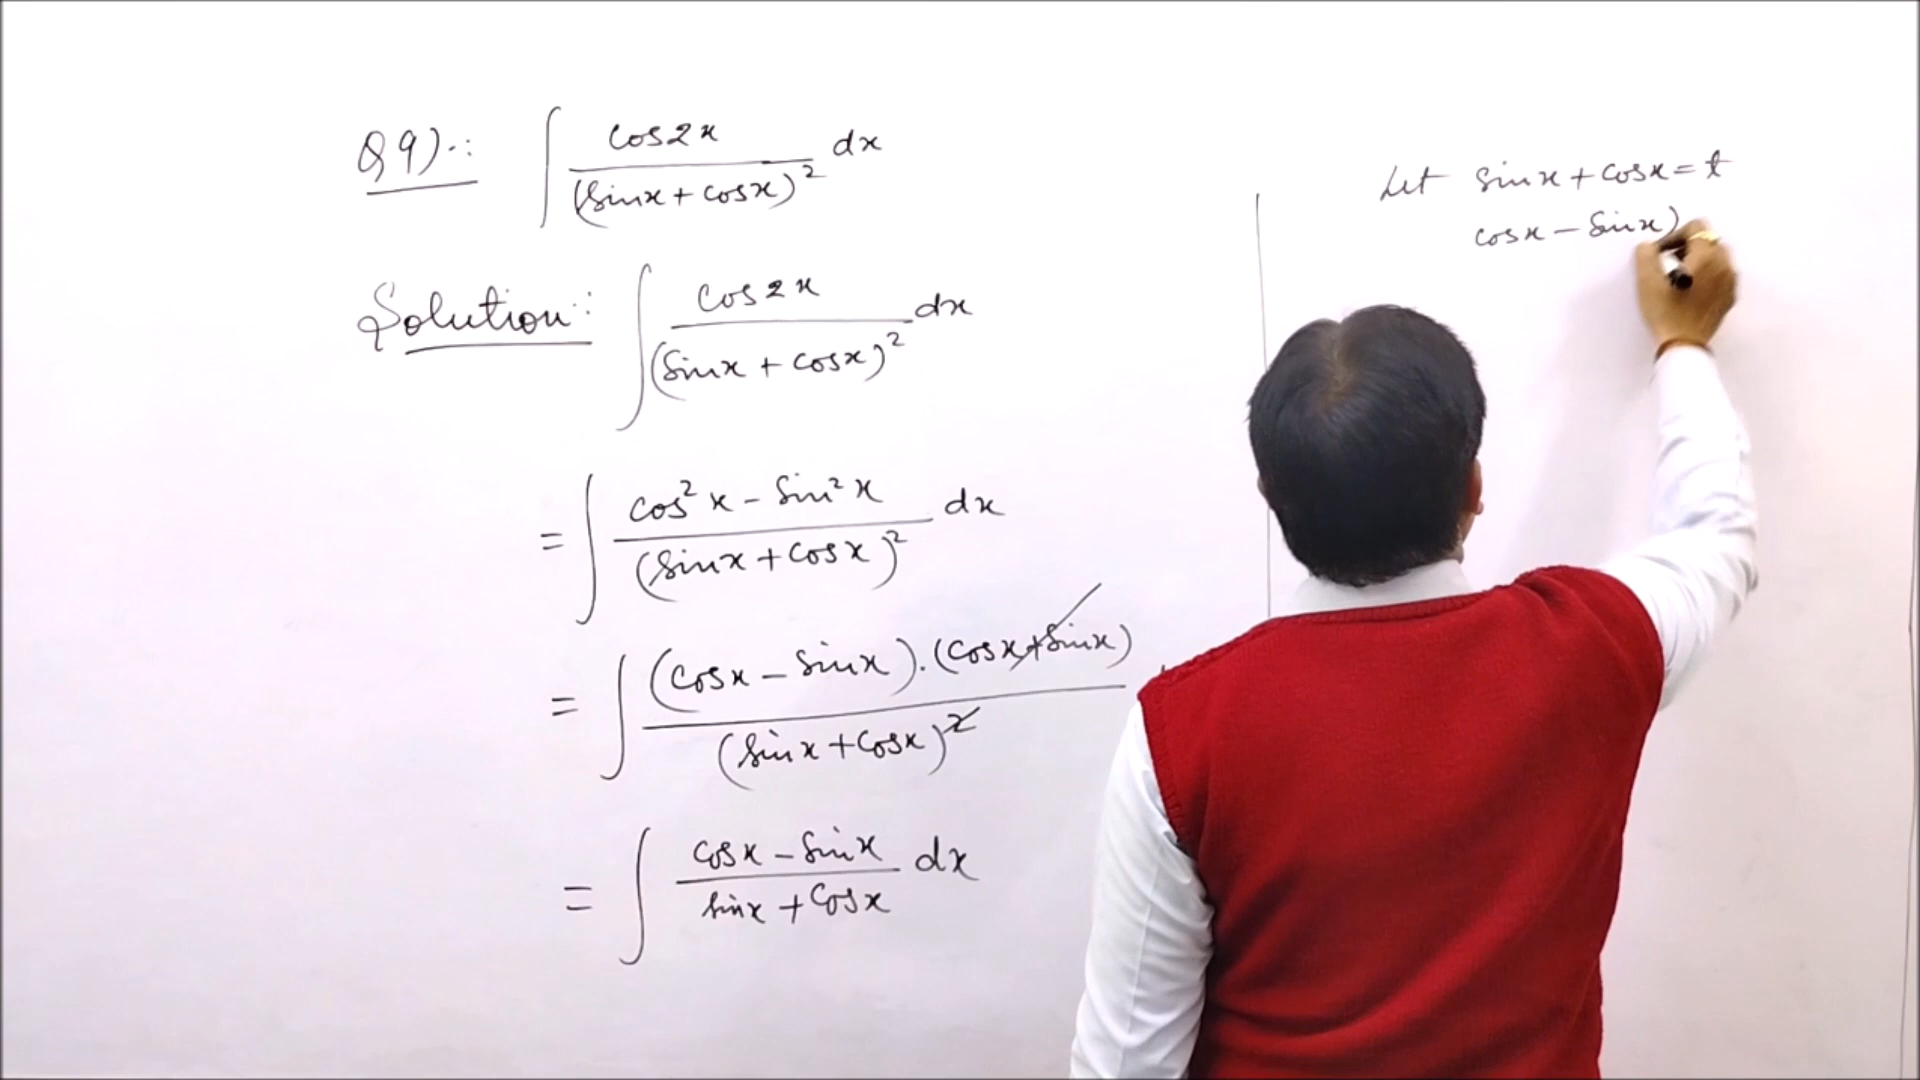 Q9).: ∫ cos2x / (sinx + cosx)² dx
Solution: ∫ cos2x / (sinx + cosx)² dx
= ∫ cos²x - sin²x / (sinx + cosx)² dx
= ∫ (cosx - sinx).(cosx + sinx) / (sinx + cosx)²
= ∫ cosx - sinx / sinx + cosx dx
Let sinx + cosx = t
cosx - sinx)